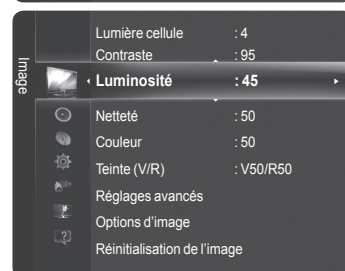 Image
Lumière cellule : 4
Contraste : 95
Luminosité : 45
Netteté : 50
Couleur : 50
Teinte (V/R) : V50/R50
Réglages avancés
Options d'image
Réinitialisation de l'image